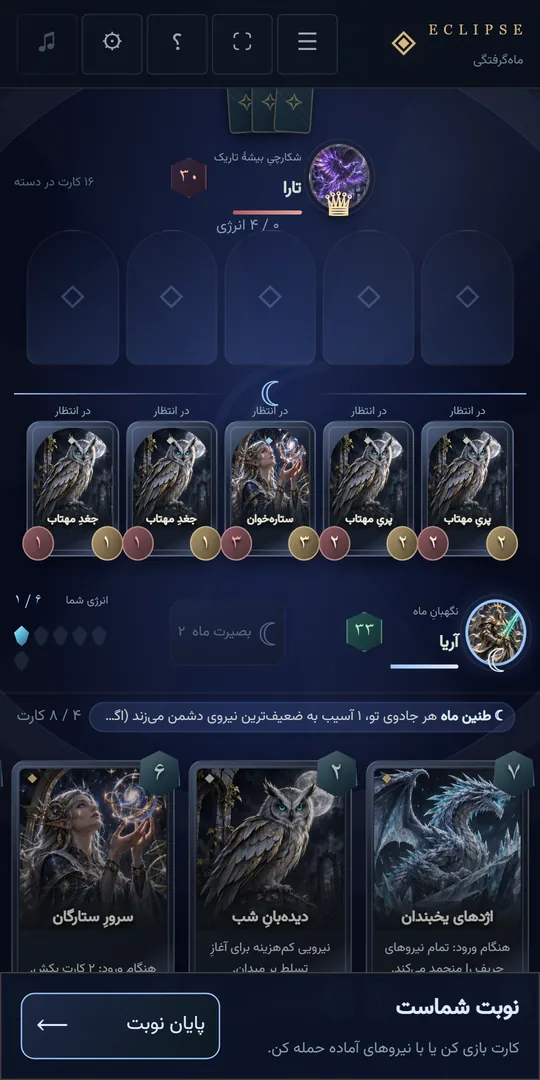 ECLIPSE
ماه‌گرفتگی
؟
شکارچیِ بیشهٔ تاریک
تارا
۳۰
۱۶ کارت در دسته
۰ / ۴ انرژی
در انتظار
در انتظار
در انتظار
در انتظار
در انتظار
پریِ مهتاب
۲
۲
پریِ مهتاب
۲
۲
ستاره‌خوان
۳
۳
جغدِ مهتاب
۱
۱
جغدِ مهتاب
۱
۱
نگهبانِ ماه
آریا
۳۳
بصیرت ماه ۲
انرژی شما
۱ / ۶
طنین ماه هر جادوی تو، ۱ آسیب به ضعیف‌ترین نیروی دشمن می‌زند (اگ...
۴ / ۸ کارت
۷
اژدهای یخبندان
هنگام ورود: تمام نیروهای
حریف را منجمد می‌کند.
۲
دیده‌بانِ شب
نیرویی کم‌هزینه برای آغازِ
تسلط بر میدان.
۶
سرورِ ستارگان
هنگام ورود: ۲ کارت بکش.
نوبت شماست
کارت بازی کن یا با نیروهای آماده حمله کن.
پایان نوبت